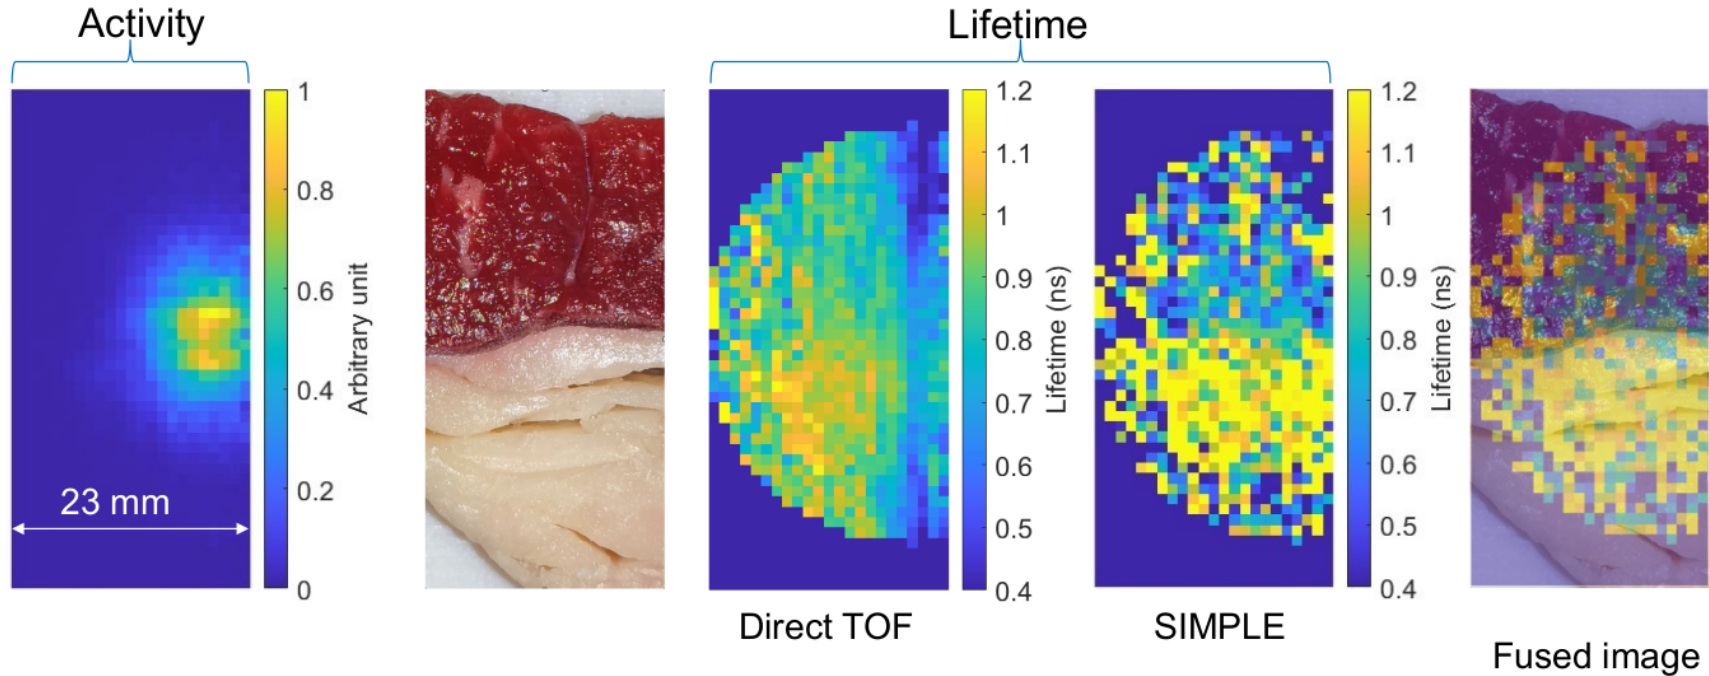 Activity
Lifetime
1
0.8
0.6
0.4
0.2
0
Arbitrary unit
23 mm
1.2
1.1
1
0.9
0.8
0.7
0.6
0.5
0.4
Lifetime (ns)
1.2
1.1
1
0.9
0.8
0.7
0.6
0.5
0.4
Lifetime (ns)
Direct TOF
SIMPLE
Fused image